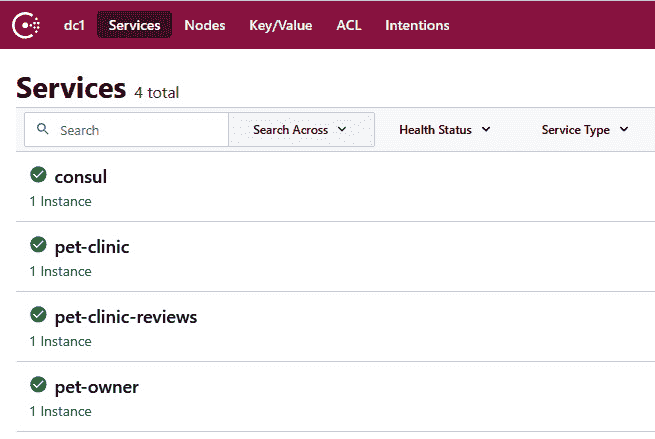 dc1 Services Nodes Key/Value ACL Intentions
Services 4 total
Search Search Across Health Status Service Type
consul
1 Instance
pet-clinic
1 Instance
pet-clinic-reviews
1 Instance
pet-owner
1 Instance